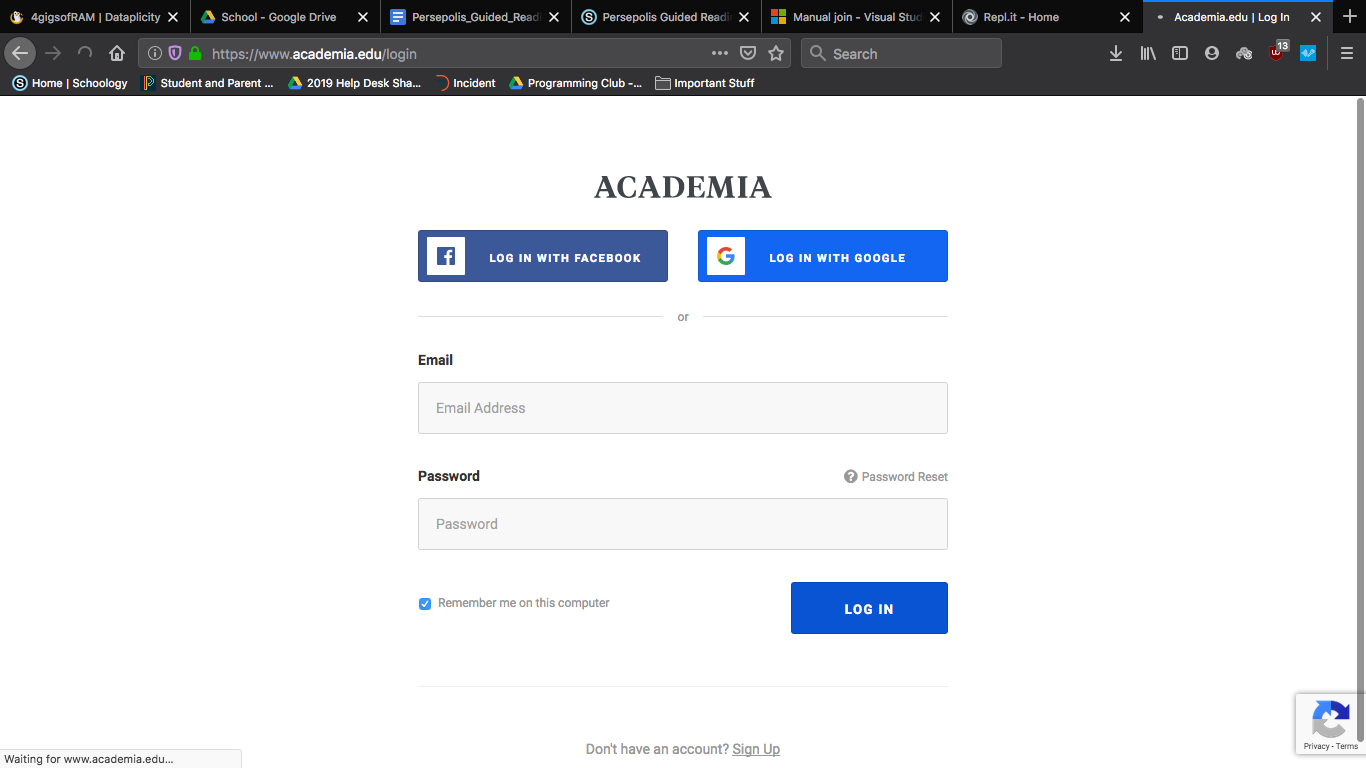 4gigsofRAM | Dataplicity
School - Google Drive
Persepolis_Guided_Readi
Persepolis Guided Readin
Manual join - Visual Stud
Repl.it - Home
Academia.edu | Log In
https://www.academia.edu/login
Search
13
Home | Schoology
Student and Parent ...
2019 Help Desk Sha...
Incident
Programming Club -...
Important Stuff
ACADEMIA
LOG IN WITH FACEBOOK
LOG IN WITH GOOGLE
or
Email
Email Address
Password
Password Reset
Password
Remember me on this computer
LOG IN
Don't have an account? Sign Up
Privacy - Terms
Waiting for www.academia.edu...